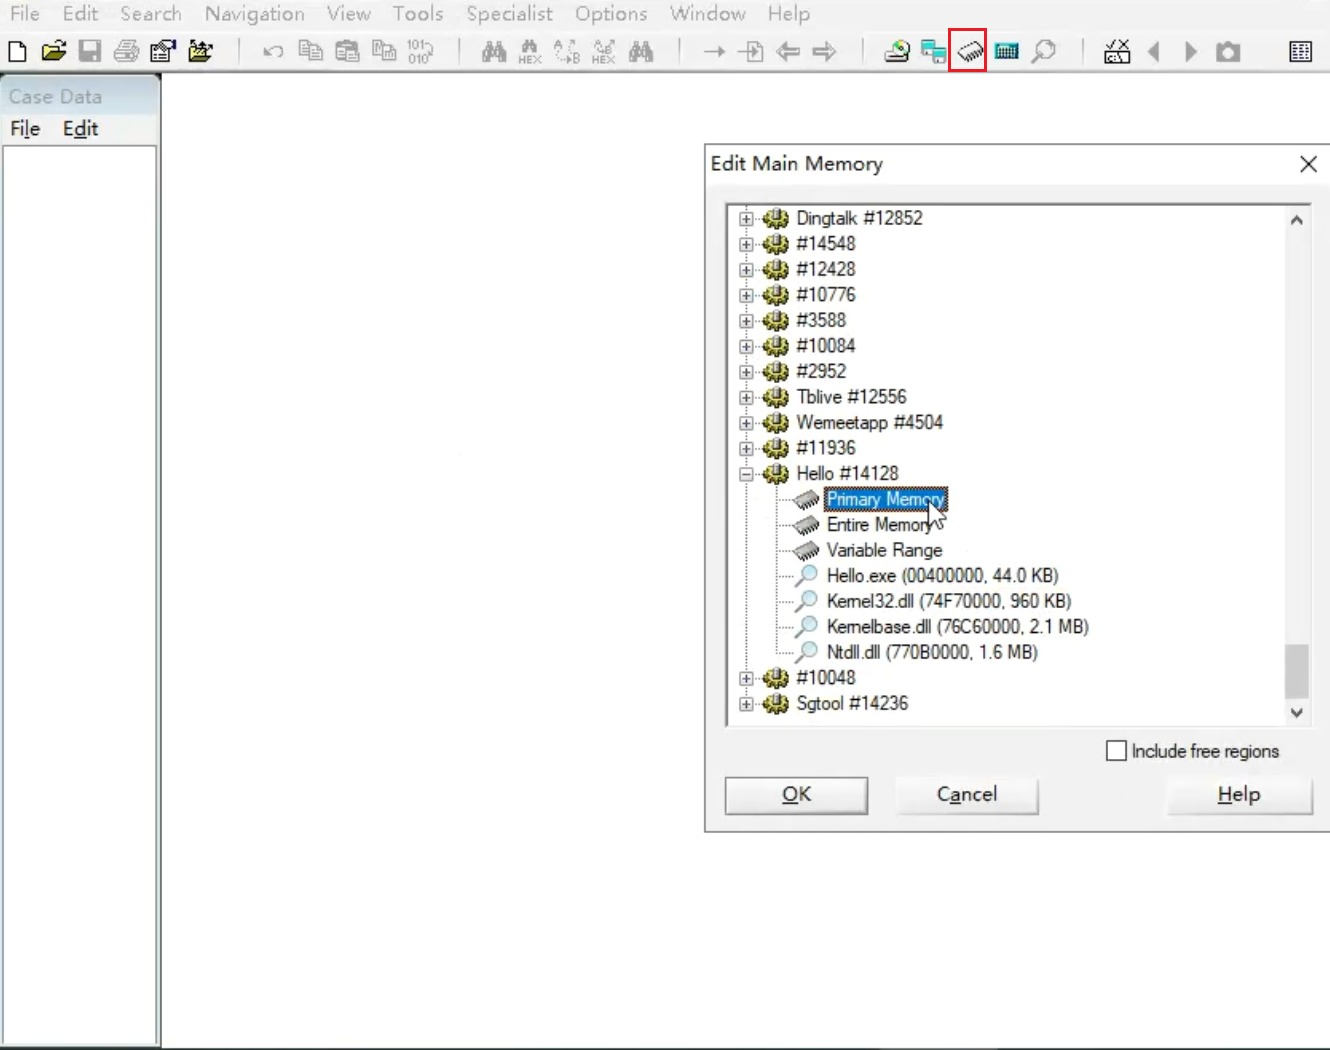 File Edit Search Navigation View Tools Specialist Options Window Help
HEX HEX 101 010
Case Data
File Edit
Edit Main Memory
Dingtalk #12852
#14548
#12428
#10776
#3588
#10084
#2952
Tblive #12556
Wemeetapp #4504
#11936
Hello #14128
Primary Memory
Entire Memory
Variable Range
Hello.exe (00400000, 44.0 KB)
Kernel32.dll (74F70000, 960 KB)
Kernelbase.dll (76C60000, 2.1 MB)
Ntdll.dll (770B0000, 1.6 MB)
#10048
Sgtool #14236
Include free regions
OK Cancel Help